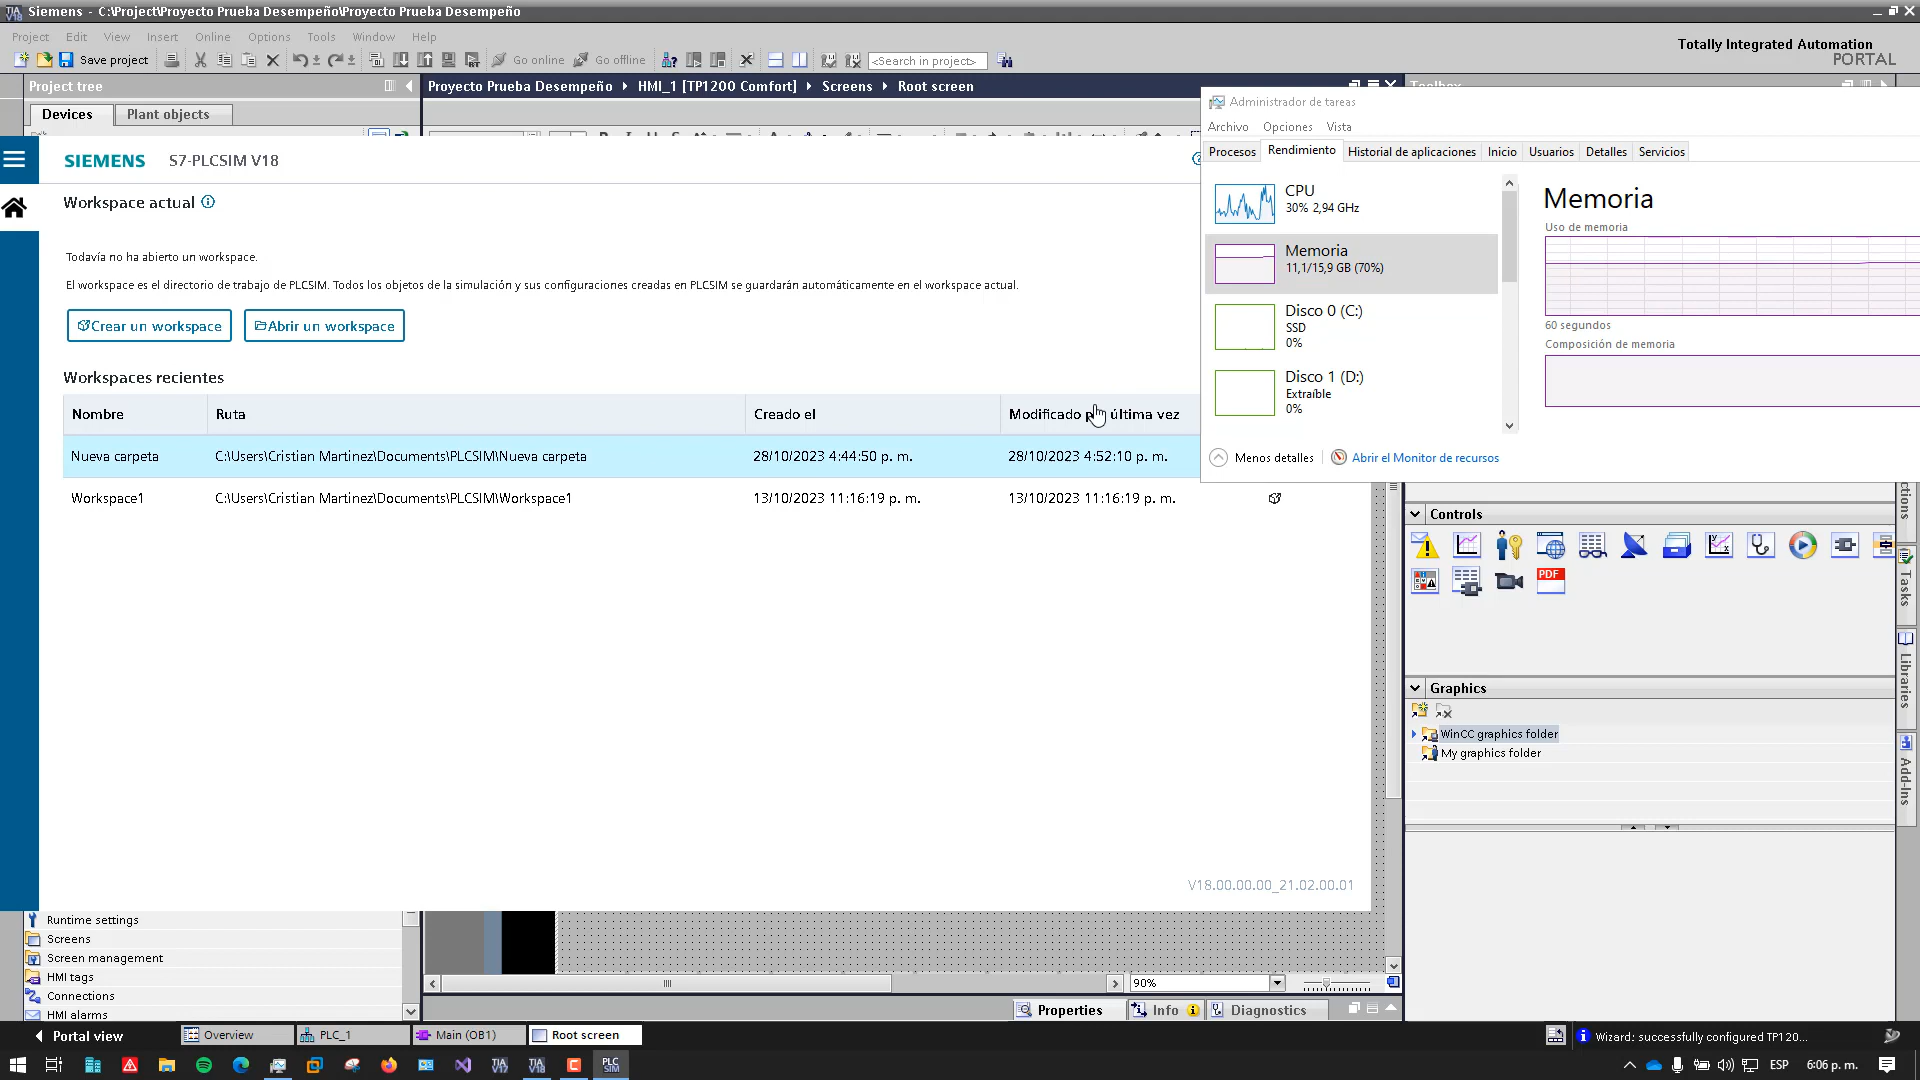 Siemens - C:\Project\Proyecto Prueba Desempeño\Proyecto Prueba Desempeño
Project Edit View Insert Online Options Tools Window Help
Save project
Go online
Go offline
<Search in project>
Totally Integrated Automation
PORTAL
Project tree
Proyecto Prueba Desempeño HMI_1 [TP1200 Comfort] Screens Root screen
Devices
Plant objects
SIEMENS S7-PLCSIM V18
Workspace actual
Todavía no ha abierto un workspace.
El workspace es el directorio de trabajo de PLCSIM. Todos los objetos de la simulación y sus configuraciones creadas en PLCSIM se guardarán automáticamente en el workspace actual.
Crear un workspace
Abrir un workspace
Workspaces recientes
Nombre Ruta Creado el Modificado p última vez
Nueva carpeta C:\Users\Cristian Martinez\Documents\PLCSIM\Nueva carpeta 28/10/2023 4:44:50 p. m. 28/10/2023 4:52:10 p. m.
Workspace1 C:\Users\Cristian Martinez\Documents\PLCSIM\Workspace1 13/10/2023 11:16:19 p. m. 13/10/2023 11:16:19 p. m.
V18.00.00.00_21.02.00.01
Administrador de tareas
Archivo Opciones Vista
Procesos Rendimiento Historial de aplicaciones Inicio Usuarios Detalles Servicios
CPU
30% 2,94 GHz
Memoria
11,1/15,9 GB (70%)
Disco 0 (C:)
SSD
0%
Disco 1 (D:)
Extraíble
0%
Memoria
Uso de memoria
60 segundos
Composición de memoria
Menos detalles
Abrir el Monitor de recursos
Controls
PDF
Graphics
WinCC graphics folder
My graphics folder
Tasks
Libraries
Add-Ins
Runtime settings
Screens
Screen management
HMI tags
Connections
HMI alarms
90%
Properties
Info
Diagnostics
Portal view
Overview
PLC_1
Main (OB1)
Root screen
Wizard: successfully configured TP120...
PLC
SIM
ESP
6:06 p. m.